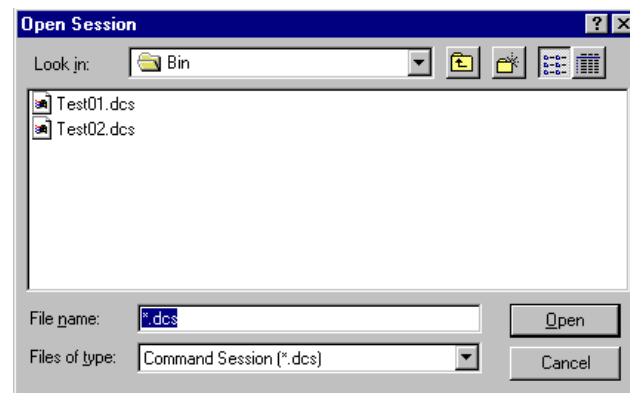 Open Session
Look in: Bin
Test01.dcs
Test02.dcs
File name: *.dcs Open
Files of type: Command Session (*.dcs) Cancel